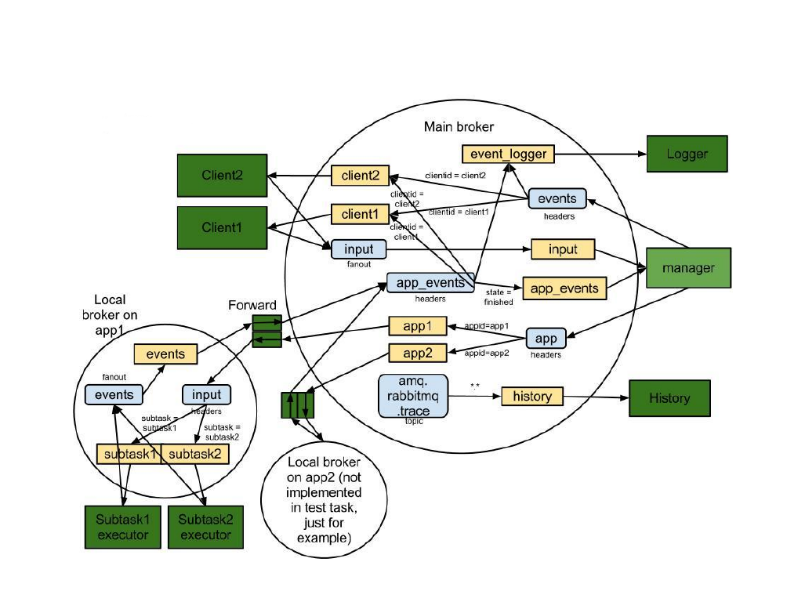 Main broker
event_logger
Logger
Client2
client2
clientid = client2
events
headers
clientid =
client2
Client1
client1
clientid = client1
clientid =
client1
input
fanout
input
manager
app_events
headers
state =
finished
app_events
Local
broker on
app1
Forward
app1
appid=app1
app
headers
app2
appid=app2
events
fanout
events
input
headers
amq.
rabbitmq
.trace
topic
*.*
history
History
subtask =
subtask1
subtask =
subtask2
subtask1
subtask2
Local broker
on app2 (not
implemented
in test task,
just for
example)
Subtask1
executor
Subtask2
executor